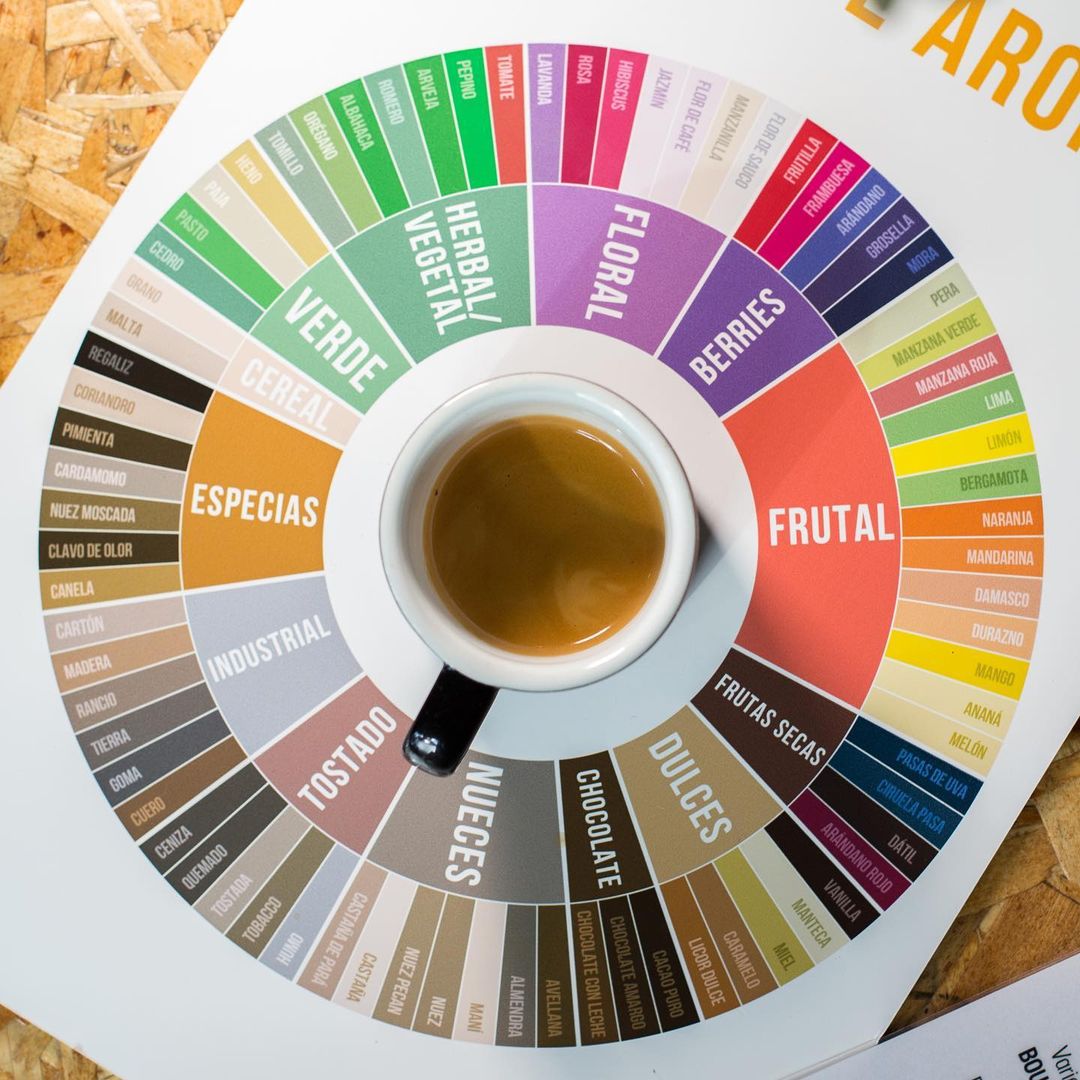 E ARO
FLORAL
LAVANDA
ROSA
HIBISCUS
JAZMÍN
FLOR DE CAFÉ
MANZANILLA
FLOR DE SAUCO
BERRIES
FRUTILLA
FRAMBUESA
ARÁNDANO
GROSELLA
MORA
FRUTAL
PERA
MANZANA VERDE
MANZANA ROJA
LIMA
LIMÓN
BERGAMOTA
NARANJA
MANDARINA
DAMASCO
DURAZNO
MANGO
ANANÁ
MELÓN
FRUTAS SECAS
PASAS DE UVA
CIRUELA PASA
DÁTIL
ARÁNDANO ROJO
DULCES
VANILLA
MANTECA
MIEL
CARAMELO
LICOR DULCE
CHOCOLATE
CACAO PURO
CHOCOLATE AMARGO
CHOCOLATE CON LECHE
NUECES
AVELLANA
ALMENDRA
MANÍ
NUEZ
NUEZ PECAN
CASTAÑA
CASTAÑA DE PARÁ
TOSTADO
HUMO
TOBACCO
TOSTADA
QUEMADO
CENIZA
INDUSTRIAL
CUERO
GOMA
TIERRA
RANCIO
MADERA
CARTÓN
ESPECIAS
CANELA
CLAVO DE OLOR
NUEZ MOSCADA
CARDAMOMO
PIMIENTA
CORIANDRO
REGALIZ
CEREAL
MALTA
GRANO
VERDE
CEDRO
PASTO
PAJA
HENO
HERBAL/
VEGETAL
TOMILLO
ORÉGANO
ALBAHACA
ROMERO
ARVEJA
PEPINO
TOMATE
Vari
BOU